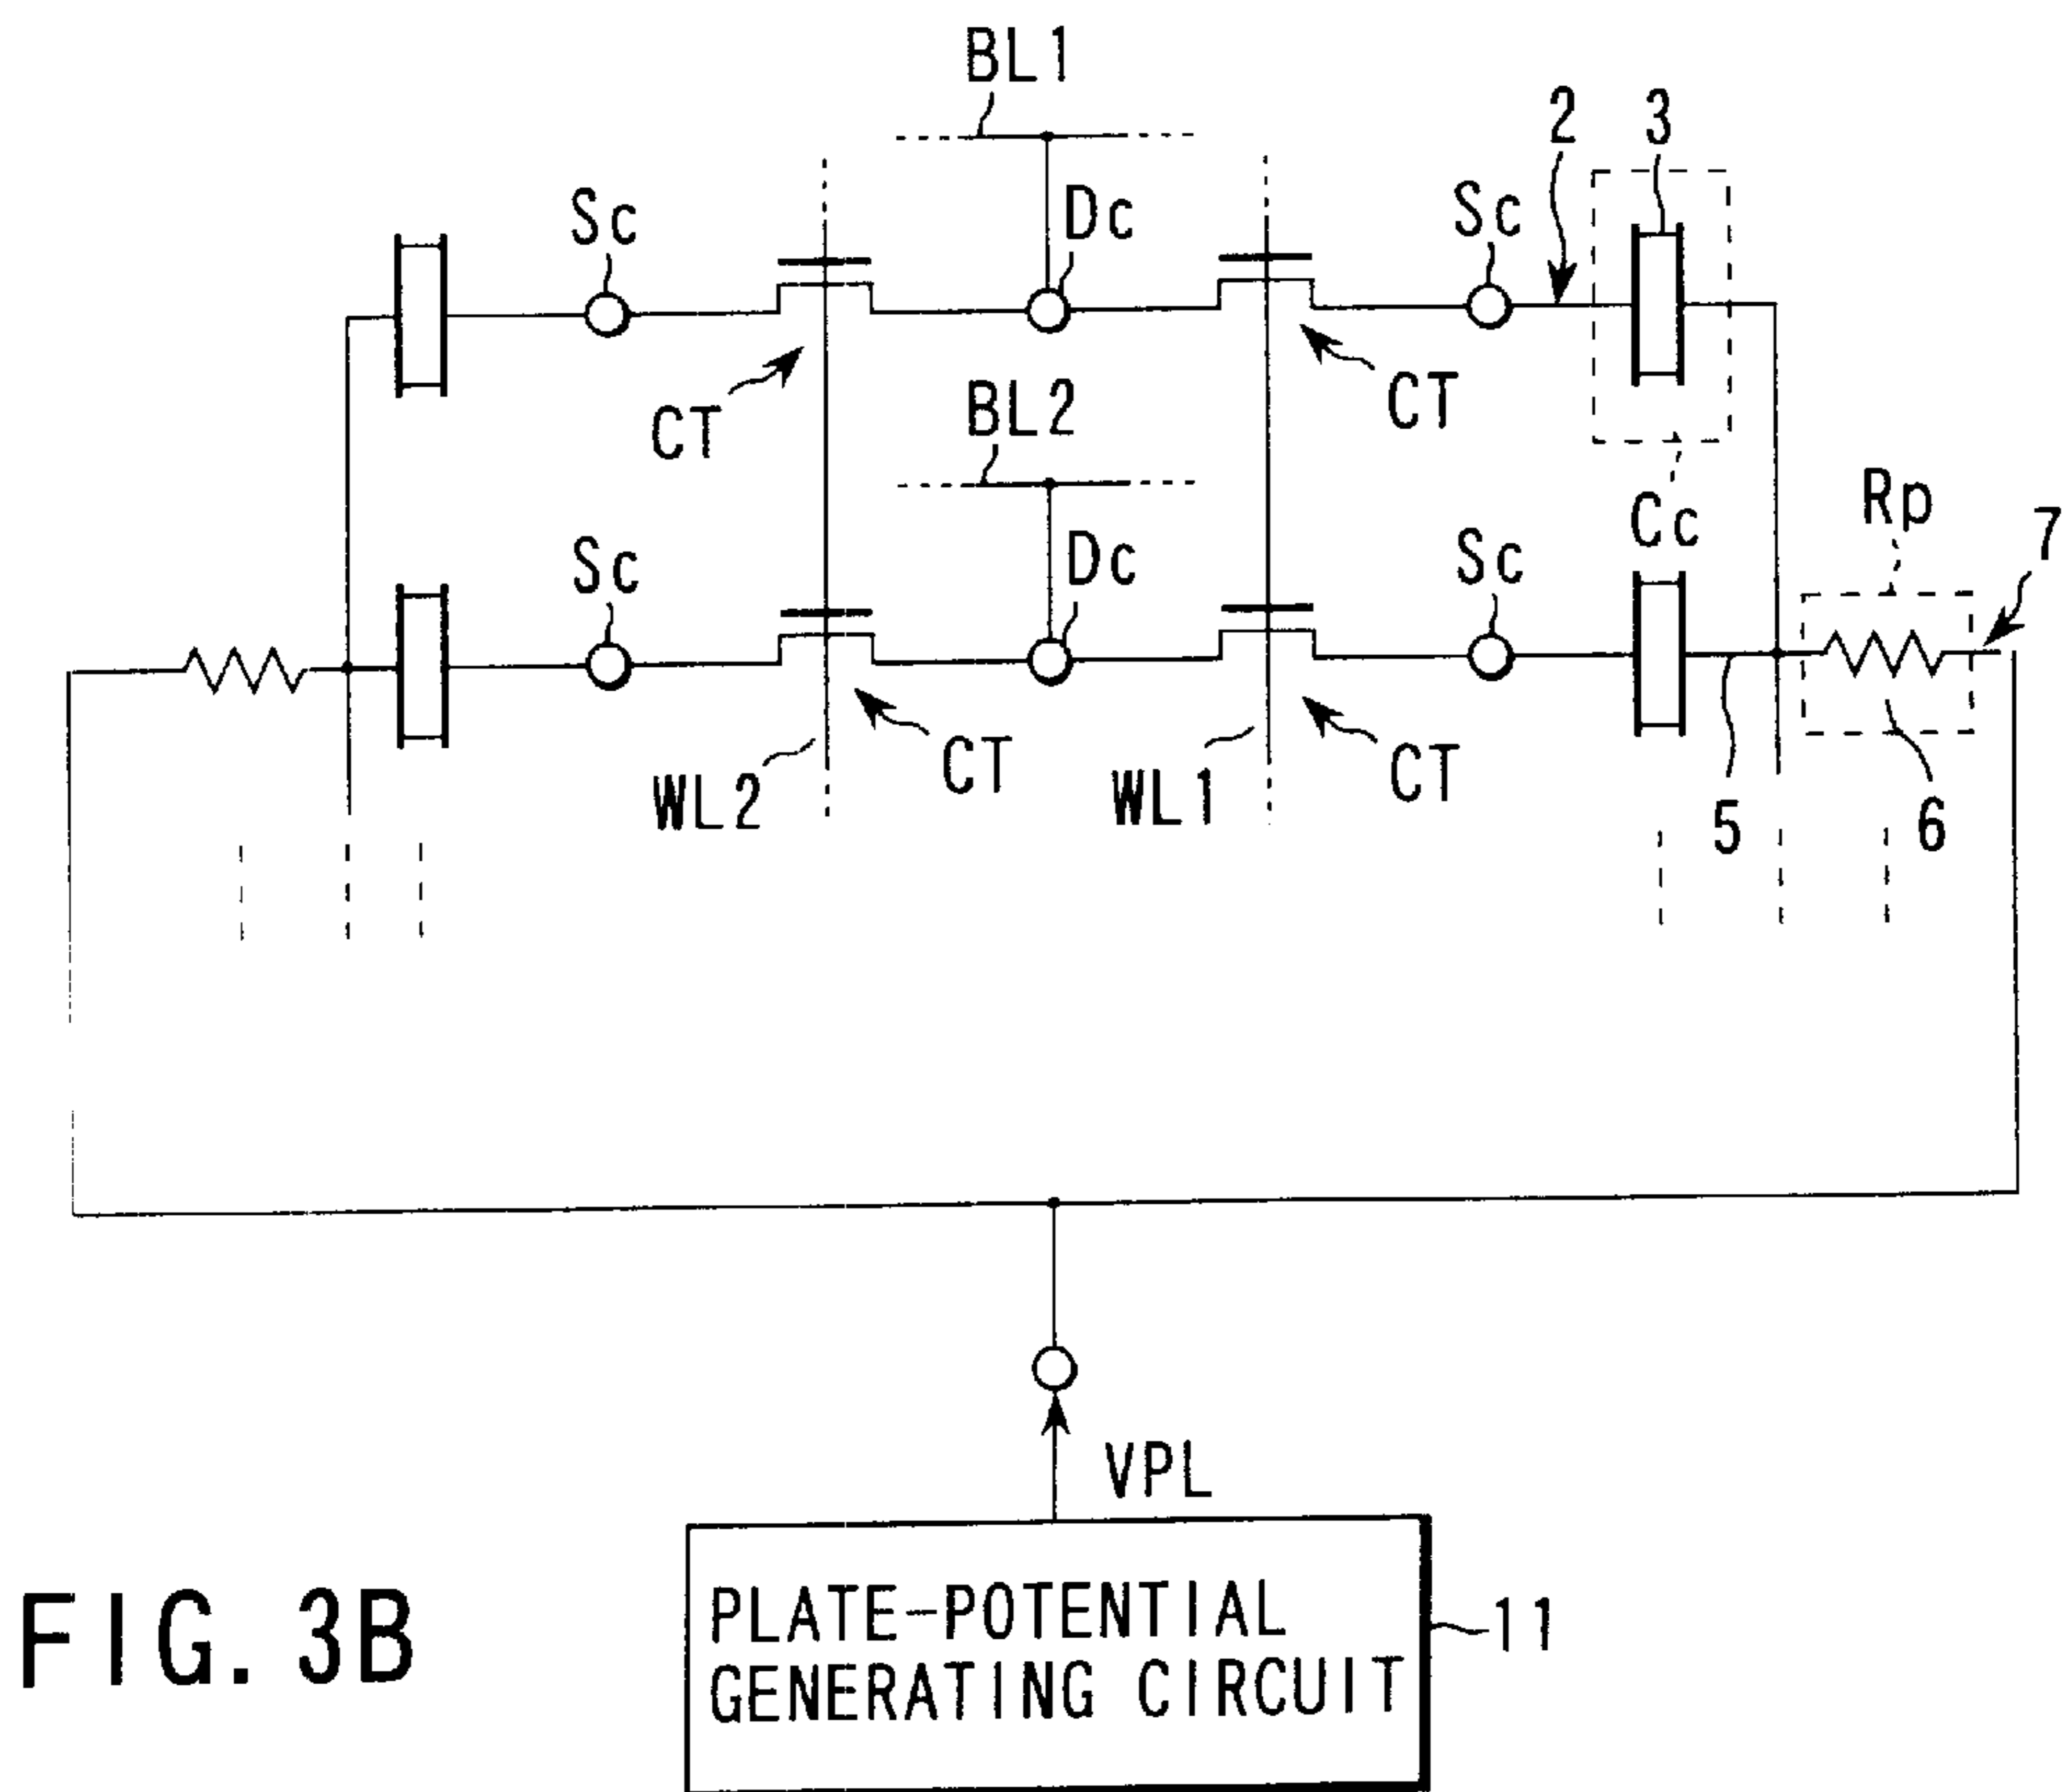 BL1
2
3
Sc
Dc
Sc
CT
BL2
CT
Cc
Rp
7
Sc
Dc
Sc
WL2
CT
WL1
CT
5
6
VPL
PLATE-POTENTIAL
GENERATING CIRCUIT
11
FIG. 3B